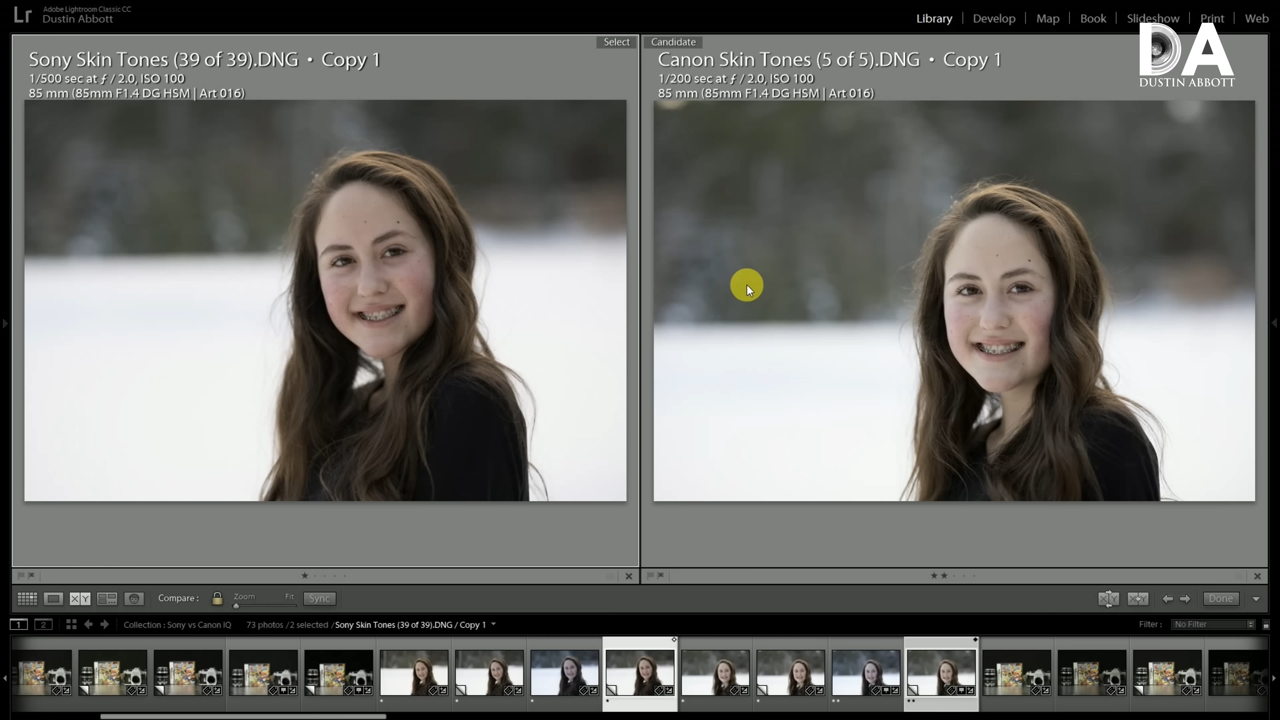 Lr
Adobe Lightroom Classic CC
Dustin Abbott
Library | Develop | Map | Book | Slideshow | Print | Web
DA
DUSTIN ABBOTT
Select
Sony Skin Tones (39 of 39).DNG • Copy 1
1/500 sec at ƒ / 2.0, ISO 100
85 mm (85mm F1.4 DG HSM | Art 016)
Candidate
Canon Skin Tones (5 of 5).DNG • Copy 1
1/200 sec at ƒ / 2.0, ISO 100
85 mm (85mm F1.4 DG HSM | Art 016)
XY Compare : Zoom Fit Sync Done
1 2 Collection : Sony vs Canon IQ 73 photos /2 selected /Sony Skin Tones (39 of 39).DNG / Copy 1 Filter : No Filter